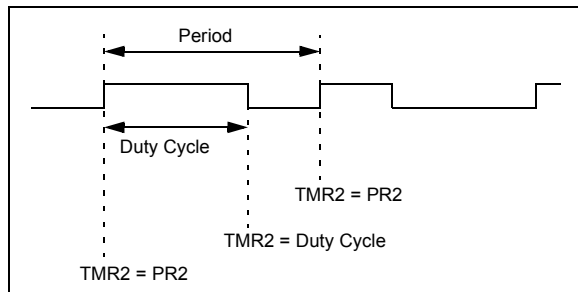 Period
Duty Cycle
TMR2 = PR2
TMR2 = Duty Cycle
TMR2 = PR2